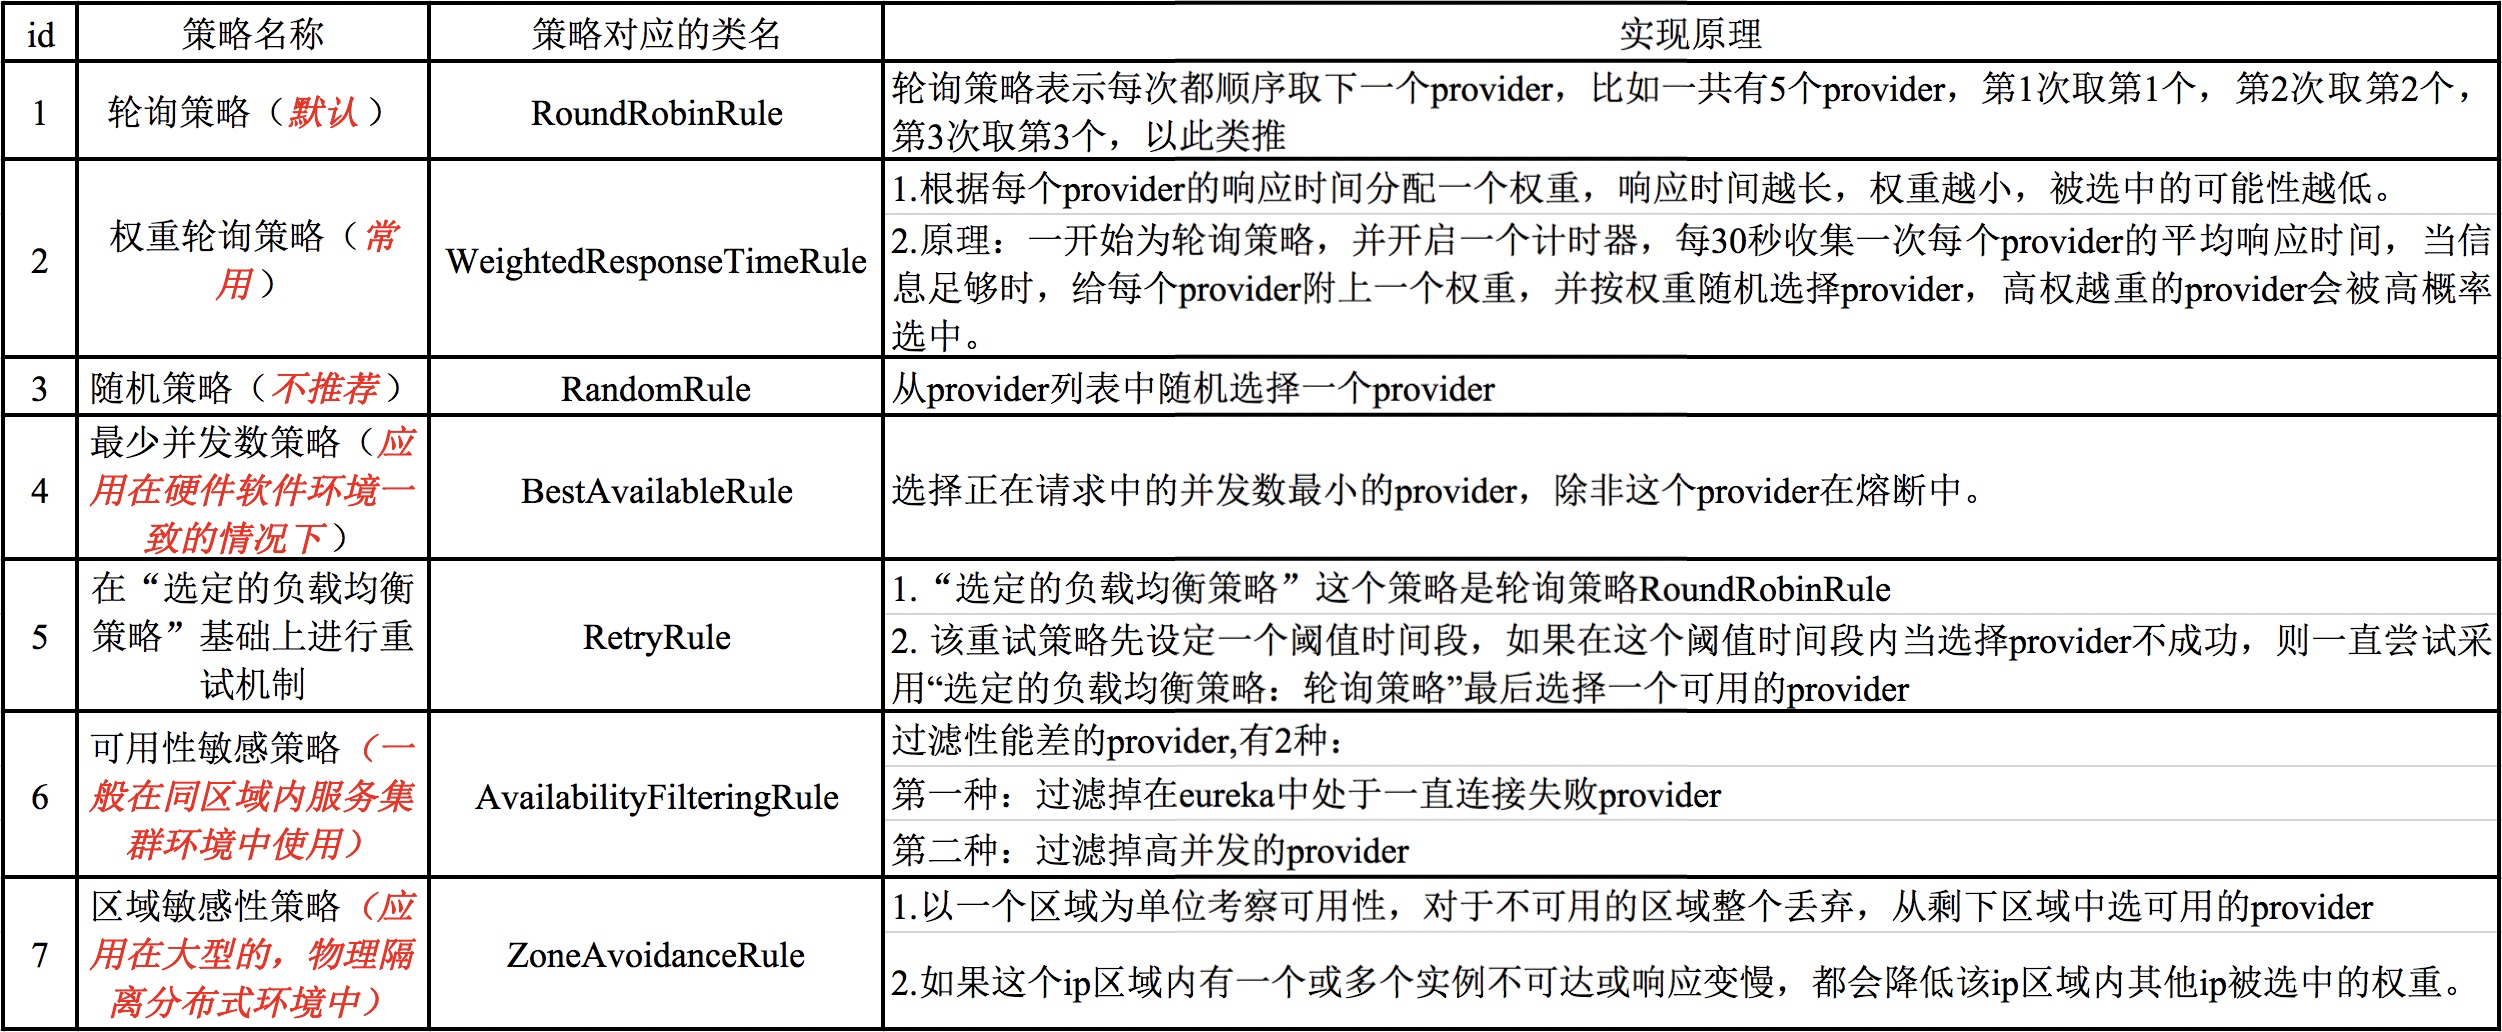 id 策略名称 策略对应的类名 实现原理
1 轮询策略（默认） RoundRobinRule
轮询策略表示每次都顺序取下一个provider，比如一共有5个provider，第1次取第1个，第2次取第2个，
第3次取第3个，以此类推
2
权重轮询策略（常
用）
WeightedResponseTimeRule
1.根据每个provider的响应时间分配一个权重，响应时间越长，权重越小，被选中的可能性越低。
2.原理：一开始为轮询策略，并开启一个计时器，每30秒收集一次每个provider的平均响应时间，当信
息足够时，给每个provider附上一个权重，并按权重随机选择provider，高权越重的provider会被高概率
选中。
3 随机策略（不推荐） RandomRule 从provider列表中随机选择一个provider
4
最少并发数策略（应
用在硬件软件环境一
致的情况下）
BestAvailableRule
选择正在请求中的并发数最小的provider，除非这个provider在熔断中。
5
在“选定的负载均衡
策略”基础上进行重
试机制
RetryRule
1.“选定的负载均衡策略”这个策略是轮询策略RoundRobinRule
2. 该重试策略先设定一个阈值时间段，如果在这个阈值时间段内当选择provider不成功，则一直尝试采
用“选定的负载均衡策略：轮询策略”最后选择一个可用的provider
6
可用性敏感策略（一
般在同区域内服务集
群环境中使用）
AvailabilityFilteringRule
过滤性能差的provider,有2种：
第一种：过滤掉在eureka中处于一直连接失败provider
第二种：过滤掉高并发的provider
7
区域敏感性策略（应
用在大型的，物理隔
离分布式环境中）
ZoneAvoidanceRule
1.以一个区域为单位考察可用性，对于不可用的区域整个丢弃，从剩下区域中选可用的provider
2.如果这个ip区域内有一个或多个实例不可达或响应变慢，都会降低该ip区域内其他ip被选中的权重。